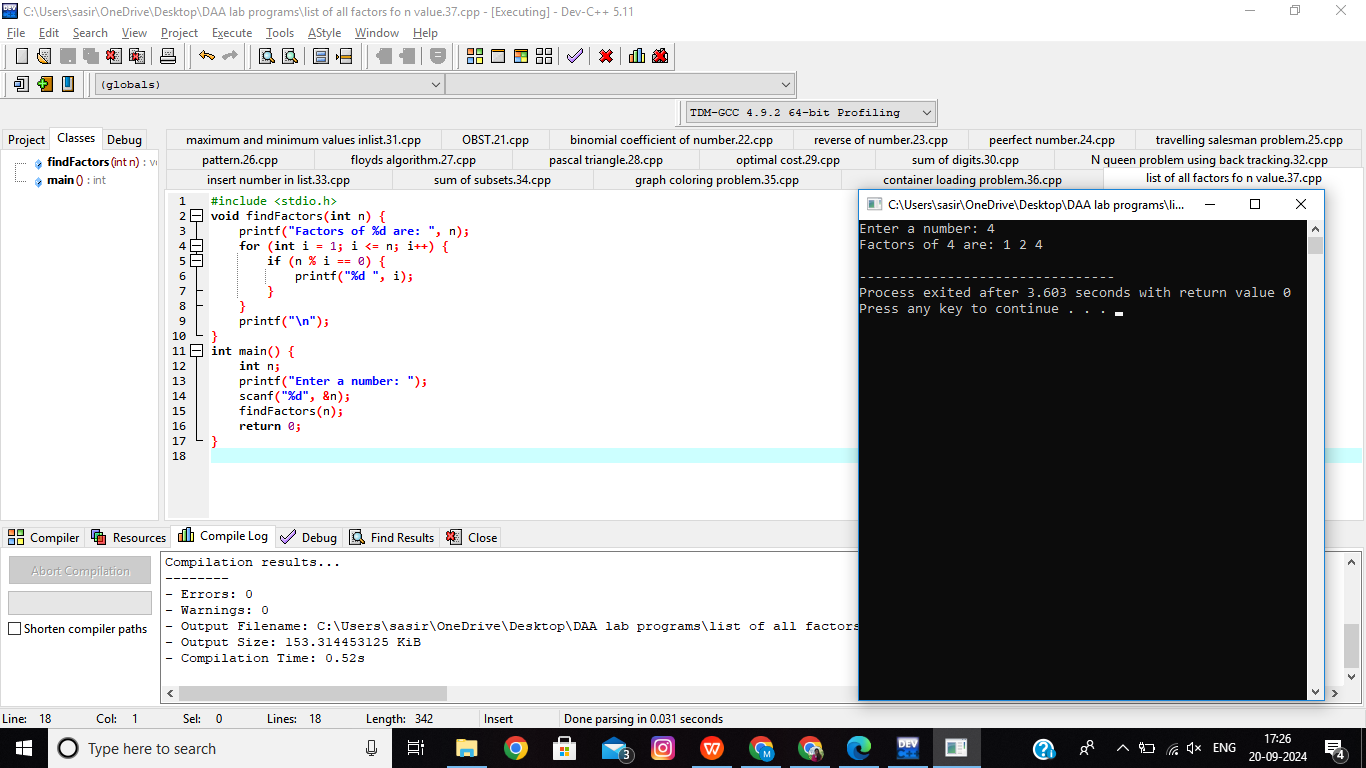 C:\Users\sasir\OneDrive\Desktop\DAA lab programs\list of all factors fo n value.37.cpp - [Executing] - Dev-C++ 5.11
File Edit Search View Project Execute Tools AStyle Window Help
(globals)
TDM-GCC 4.9.2 64-bit Profiling
Project Classes Debug
findFactors (int n) :
main () : int
maximum and minimum values inlist.31.cpp OBST.21.cpp binomial coefficient of number.22.cpp reverse of number.23.cpp peerfect number.24.cpp travelling salesman problem.25.cpp
pattern.26.cpp floyds algorithm.27.cpp pascal triangle.28.cpp optimal cost.29.cpp sum of digits.30.cpp N queen problem using back tracking.32.cpp
insert number in list.33.cpp sum of subsets.34.cpp graph coloring problem.35.cpp container loading problem.36.cpp list of all factors fo n value.37.cpp
1 #include <stdio.h>
2 void findFactors(int n) {
3 printf("Factors of %d are: ", n);
4 for (int i = 1; i <= n; i++) {
5 if (n % i == 0) {
6 printf("%d ", i);
7 }
8 }
9 printf("\n");
10 }
11 int main() {
12 int n;
13 printf("Enter a number: ");
14 scanf("%d", &n);
15 findFactors(n);
16 return 0;
17 }
18
C:\Users\sasir\OneDrive\Desktop\DAA lab programs\li...
Enter a number: 4
Factors of 4 are: 1 2 4
--------------------------------
Process exited after 3.603 seconds with return value 0
Press any key to continue . . .
Compiler Resources Compile Log Debug Find Results Close
Abort Compilation
Shorten compiler paths
Compilation results...
--------
- Errors: 0
- Warnings: 0
- Output Filename: C:\Users\sasir\OneDrive\Desktop\DAA lab programs\list of all factors
- Output Size: 153.314453125 KiB
- Compilation Time: 0.52s
Line: 18 Col: 1 Sel: 0 Lines: 18 Length: 342 Insert Done parsing in 0.031 seconds
Type here to search
3
W
M
DEV
ENG
17:26
20-09-2024
4